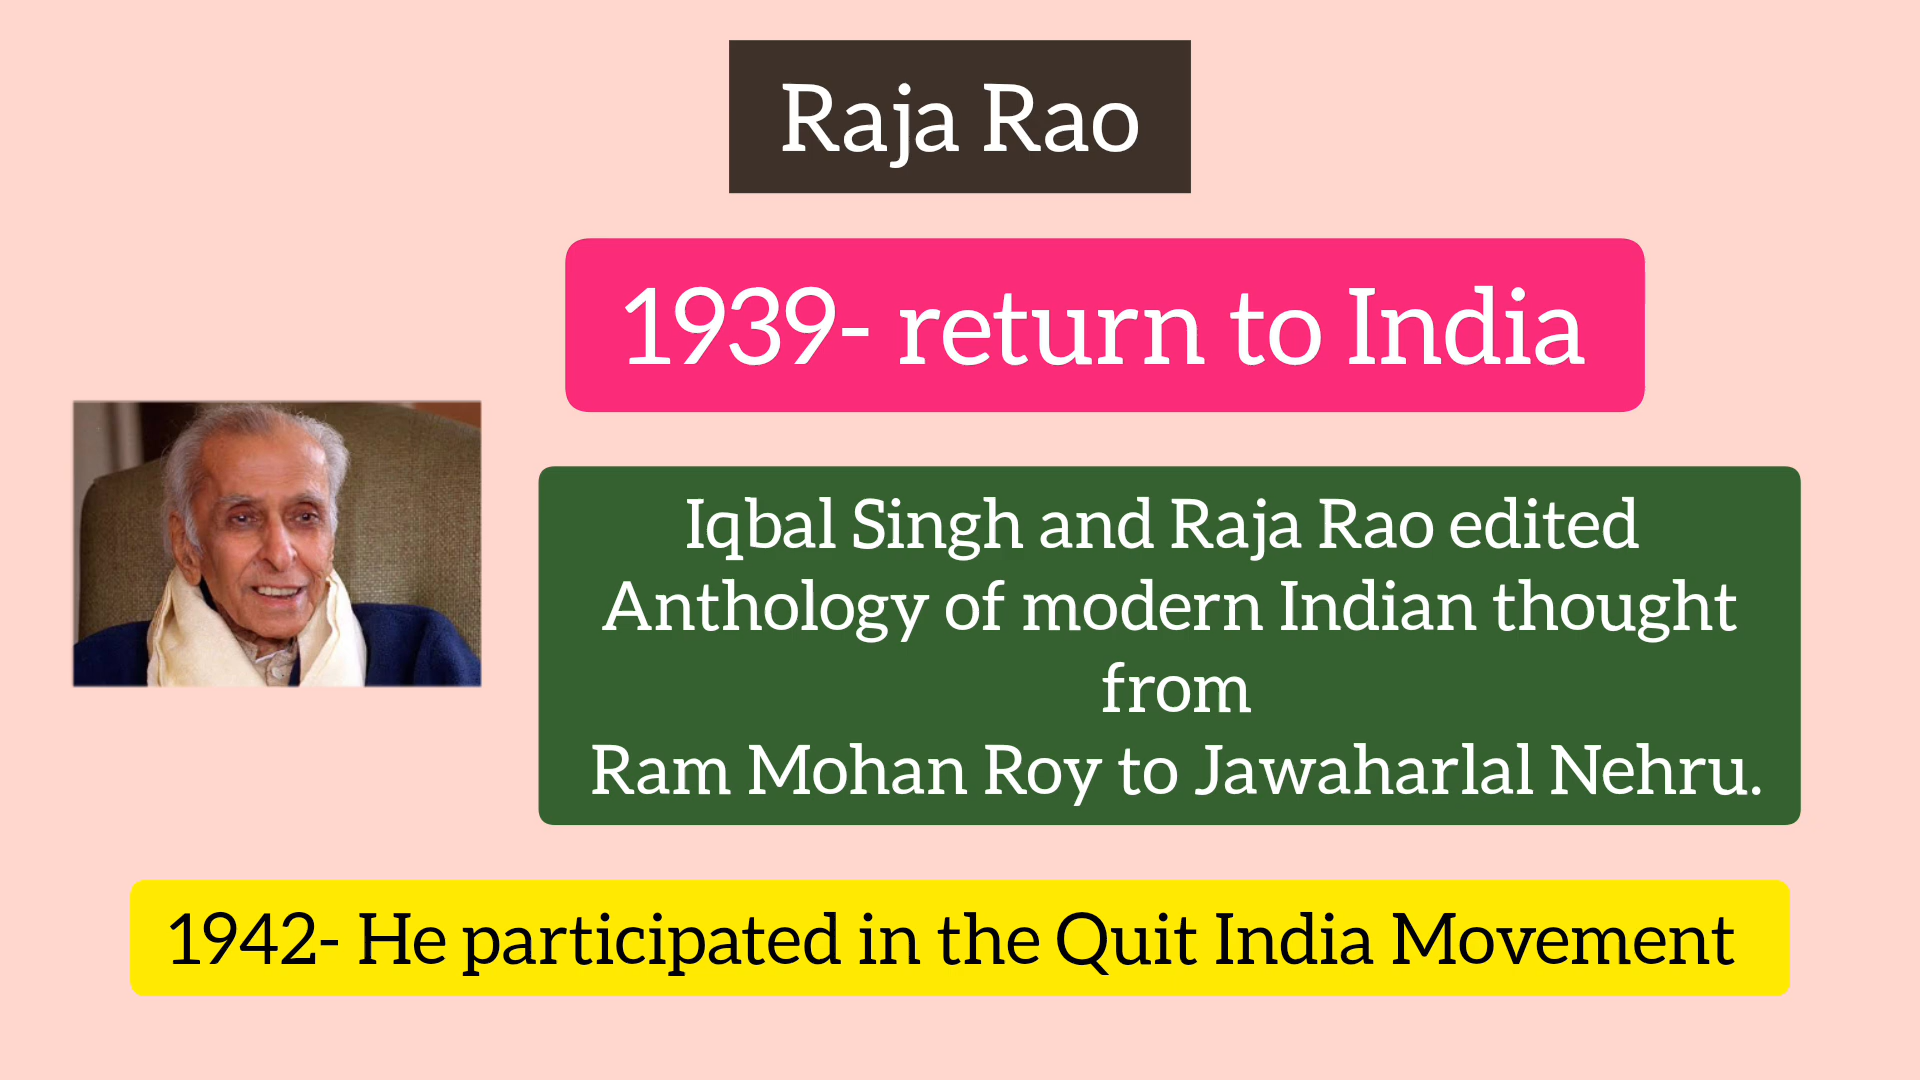 Raja Rao
1939- return to India
Iqbal Singh and Raja Rao edited
Anthology of modern Indian thought
from
Ram Mohan Roy to Jawaharlal Nehru.
1942- He participated in the Quit India Movement